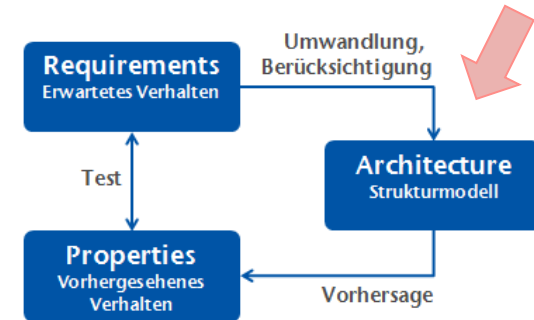 Umwandlung,
Berücksichtigung
Requirements
Erwartetes Verhalten
Architecture
Strukturmodell
Test
Properties
Vorhergesehenes
Verhalten
Vorhersage